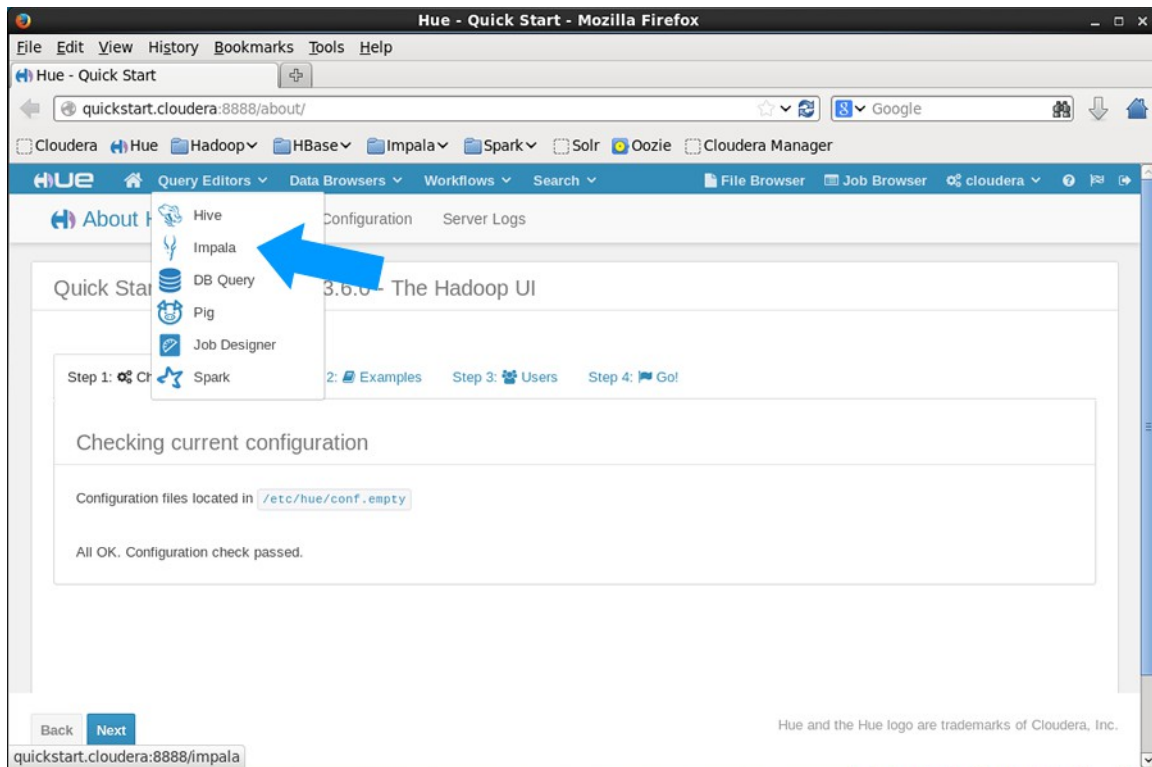 Hue - Quick Start - Mozilla Firefox
File Edit View History Bookmarks Tools Help
Hue - Quick Start
quickstart.cloudera:8888/about/ Google
Cloudera Hue Hadoop HBase Impala Spark Solr Oozie Cloudera Manager
HUE Query Editors Data Browsers Workflows Search File Browser Job Browser cloudera
About Configuration Server Logs
Hive
Impala
DB Query
Pig
Job Designer
Spark
Quick 3.6.0 - The Hadoop UI
Step 1: 2: Examples Step 3: Users Step 4: Go!
Checking current configuration
Configuration files located in /etc/hue/conf.empty
All OK. Configuration check passed.
Back Next
Hue and the Hue logo are trademarks of Cloudera, Inc.
quickstart.cloudera:8888/impala